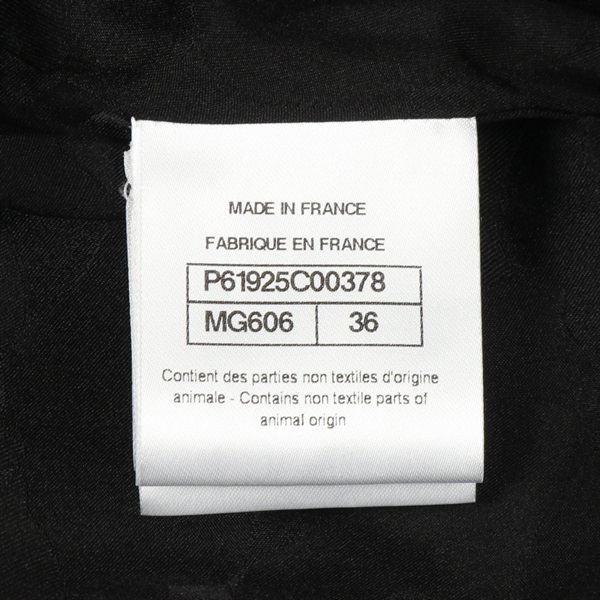 MADE IN FRANCE
FABRIQUE EN FRANCE
P61925C00378
MG606 36
Contient des parties non textiles d'origine
animale - Contains non textile parts of
animal origin